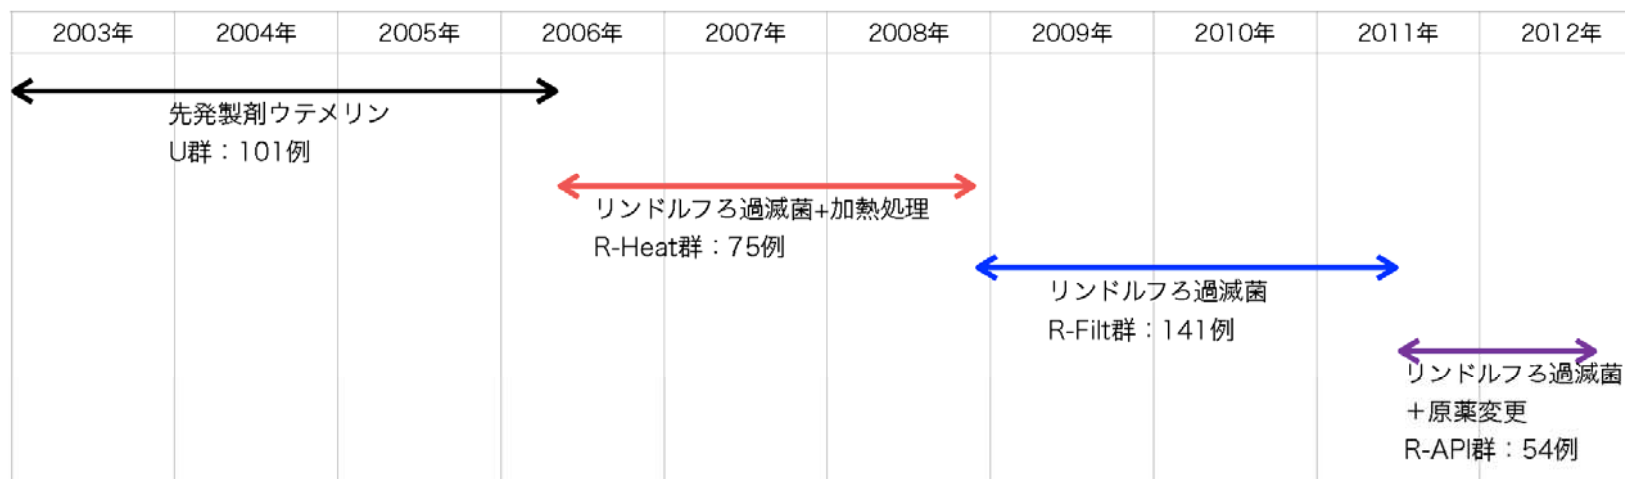 2003年 2004年 2005年 2006年 2007年 2008年 2009年 2010年 2011年 2012年
先発製剤ウテメリン
U群：101例
リンドルフろ過滅菌+加熱処理
R-Heat群：75例
リンドルフろ過滅菌
R-Filt群：141例
リンドルフろ過滅菌
＋原薬変更
R-API群：54例